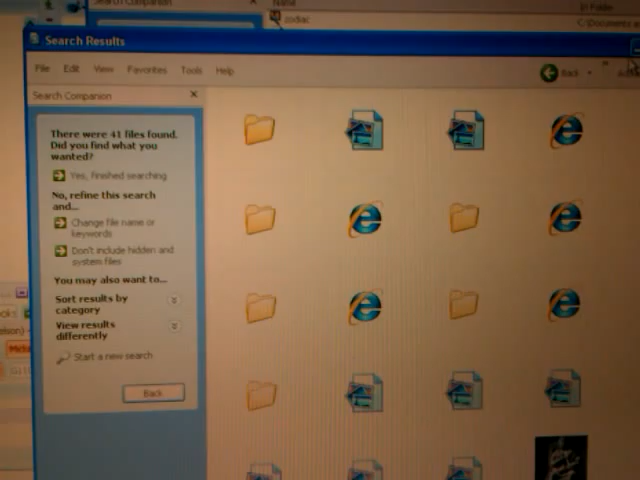 Search Companion
Name
In Folder
zodiac
Search Results
File Edit View Favorites Tools Help
Back
Search Companion
There were 41 files found.
Did you find what you
wanted?
Yes, finished searching
No, refine this search
and...
Change file name or
keywords
Don't include hidden and
system files
You may also want to...
Sort results by
category
View results
differently
Start a new search
Back